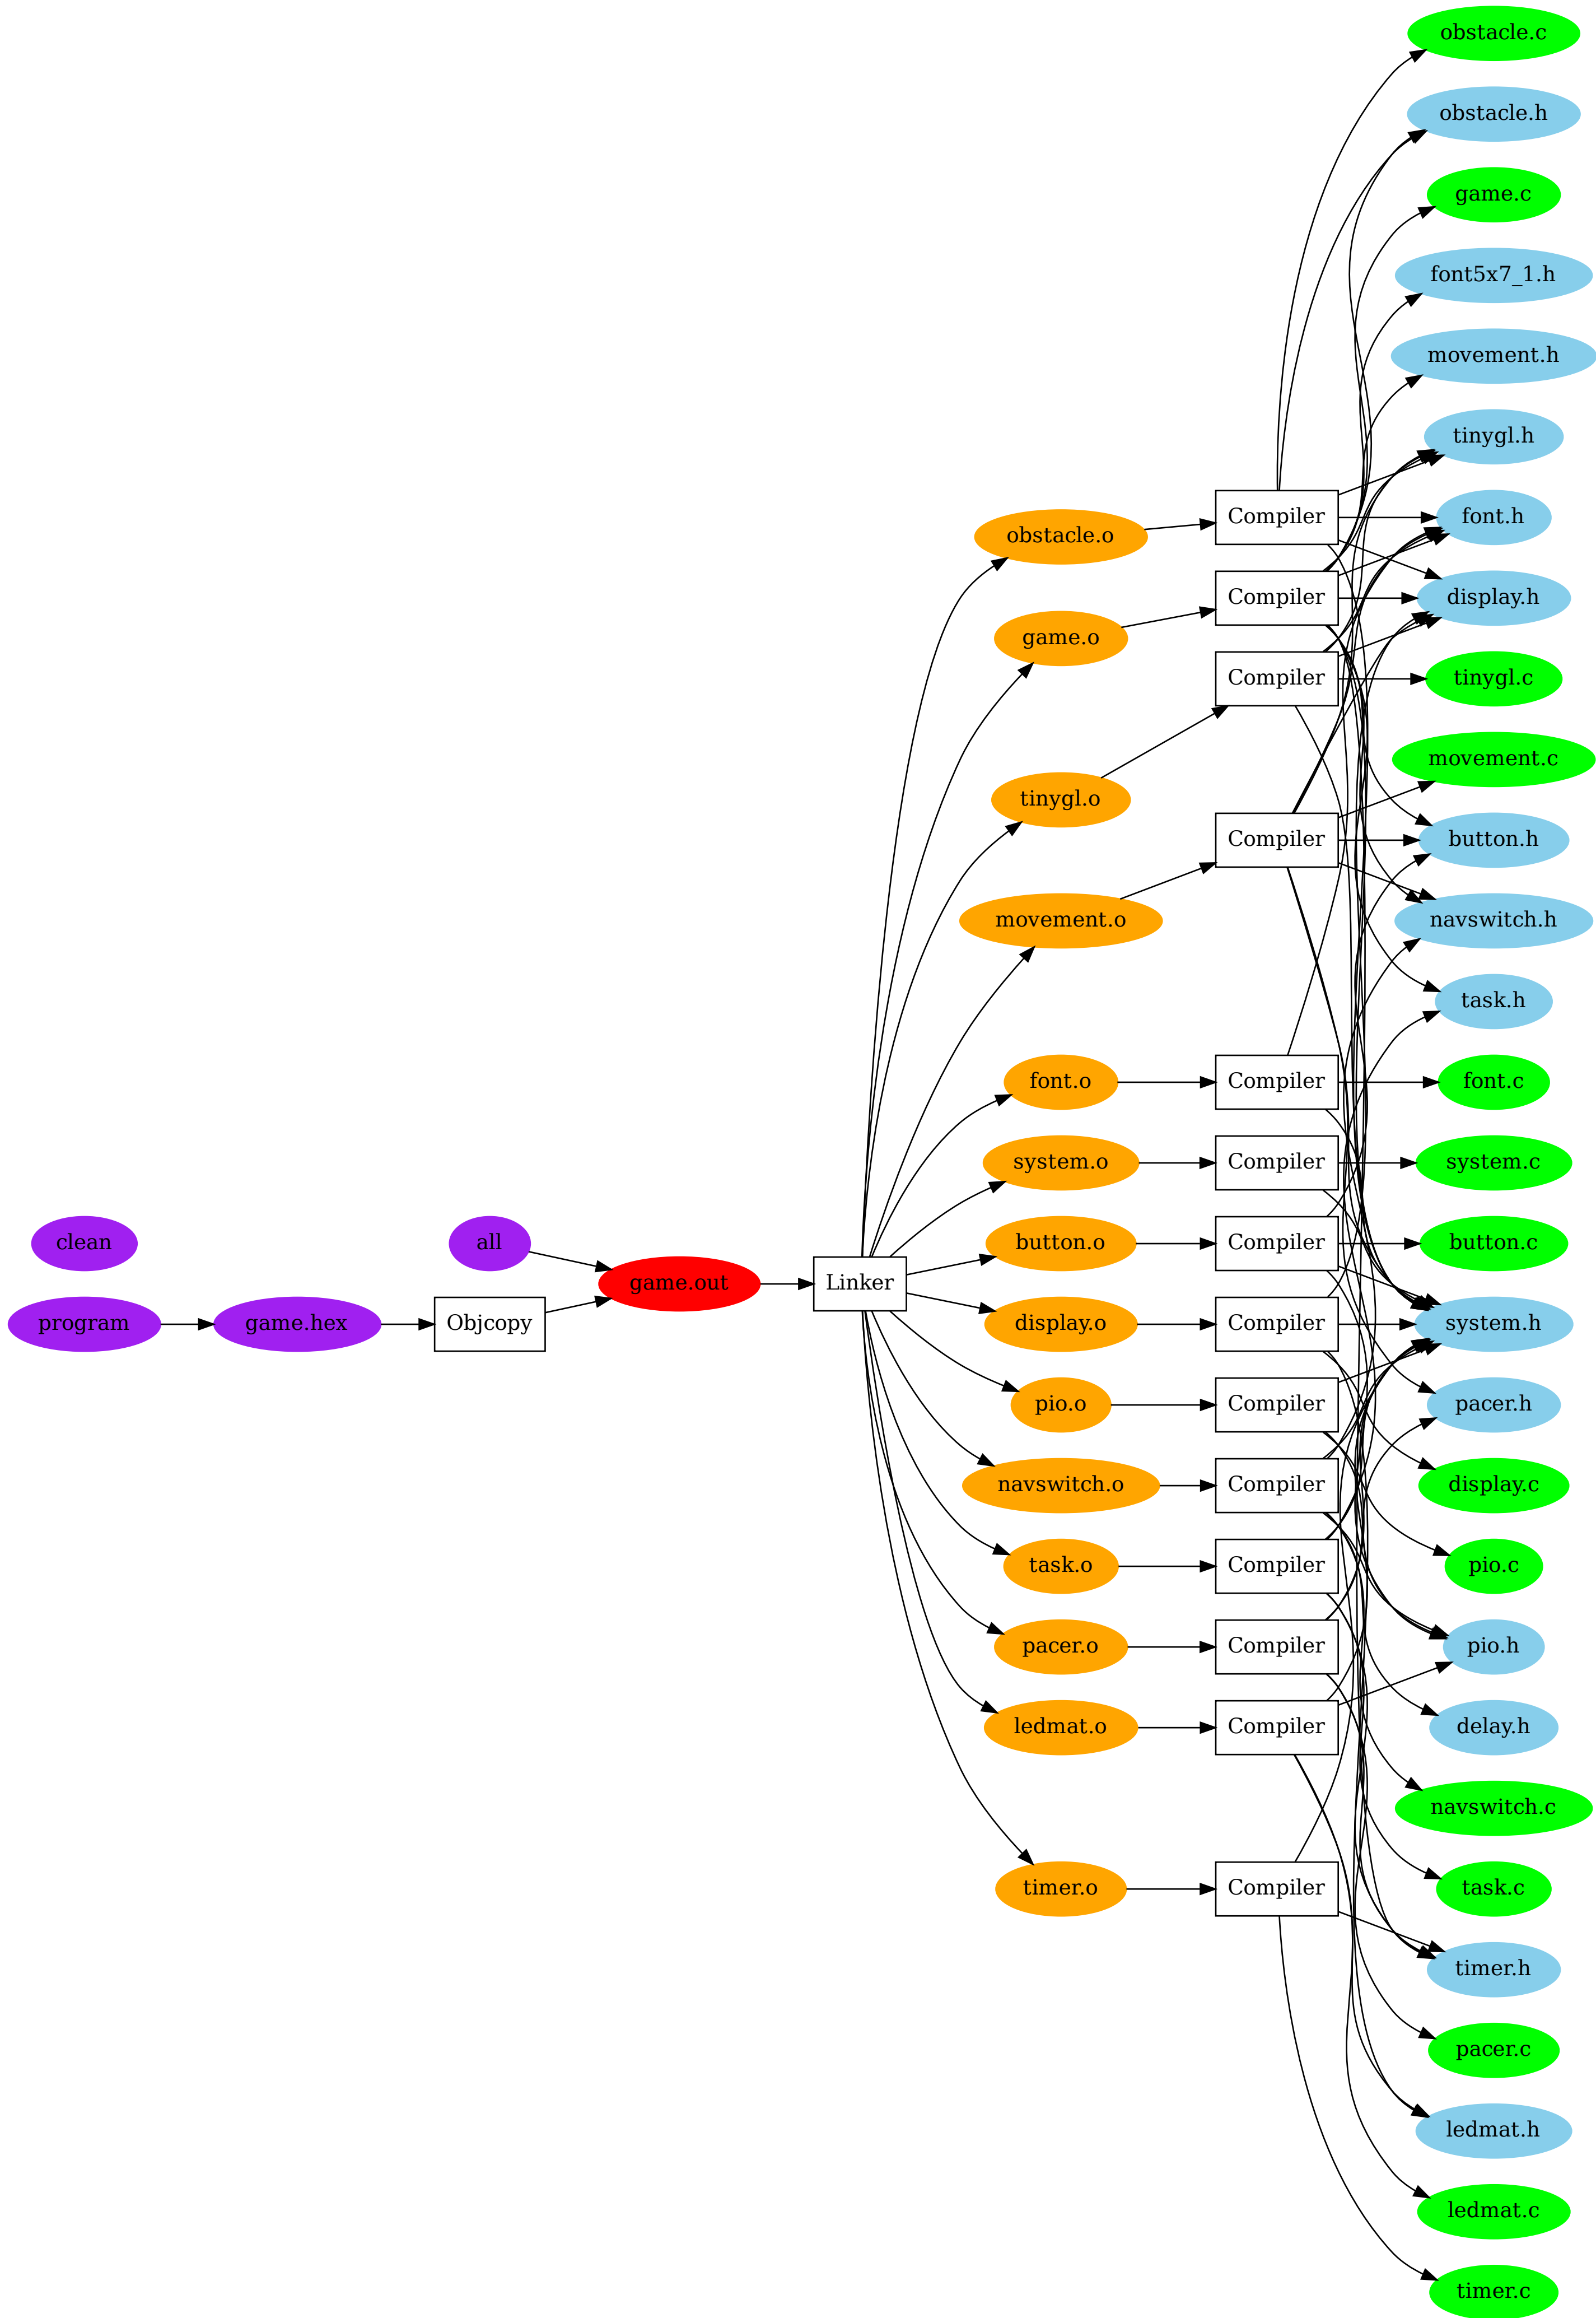 clean
program
game.hex
all
Objcopy
game.out
Linker
obstacle.o
game.o
tinygl.o
movement.o
font.o
system.o
button.o
display.o
pio.o
navswitch.o
task.o
pacer.o
ledmat.o
timer.o
Compiler
Compiler
Compiler
Compiler
Compiler
Compiler
Compiler
Compiler
Compiler
Compiler
Compiler
Compiler
Compiler
Compiler
obstacle.c
obstacle.h
game.c
font5x7_1.h
movement.h
tinygl.h
font.h
display.h
tinygl.c
movement.c
button.h
navswitch.h
task.h
font.c
system.c
button.c
system.h
pacer.h
display.c
pio.c
pio.h
delay.h
navswitch.c
task.c
timer.h
pacer.c
ledmat.h
ledmat.c
timer.c